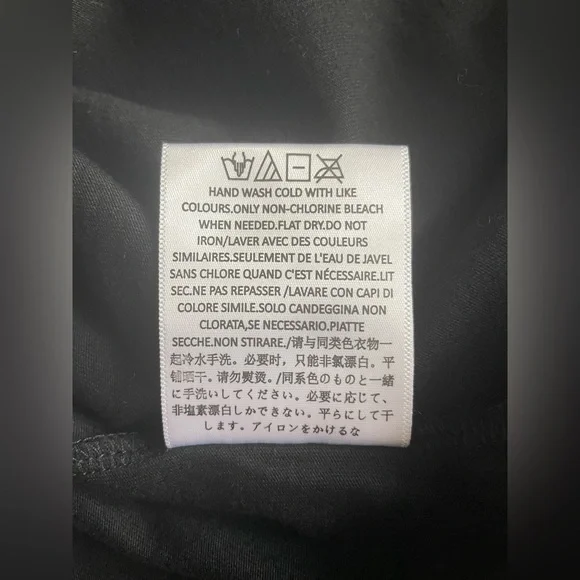 HAND WASH COLD WITH LIKE
COLOURS.ONLY NON-CHLORINE BLEACH
WHEN NEEDED.FLAT DRY.DO NOT
IRON/LAVER AVEC DES COULEURS
SIMILAIRES.SEULEMENT DE L'EAU DE JAVEL
SANS CHLORE QUAND C'EST NÉCESSAIRE.LIT
SEC.NE PAS REPASSER /LAVARE CON CAPI DI
COLORE SIMILE.SOLO CANDEGGINA NON
CLORATA,SE NECESSARIO.PIATTE
SECCHE.NON STIRARE./请与同类色衣物一
起冷水手洗。必要时，只能非氯漂白。平
铺晒干。请勿熨烫。/同系色のものと一緒
に手洗いしてください。必要に応じて、
非塩素漂白しかできない。平らにして干
します。アイロンをかけるな